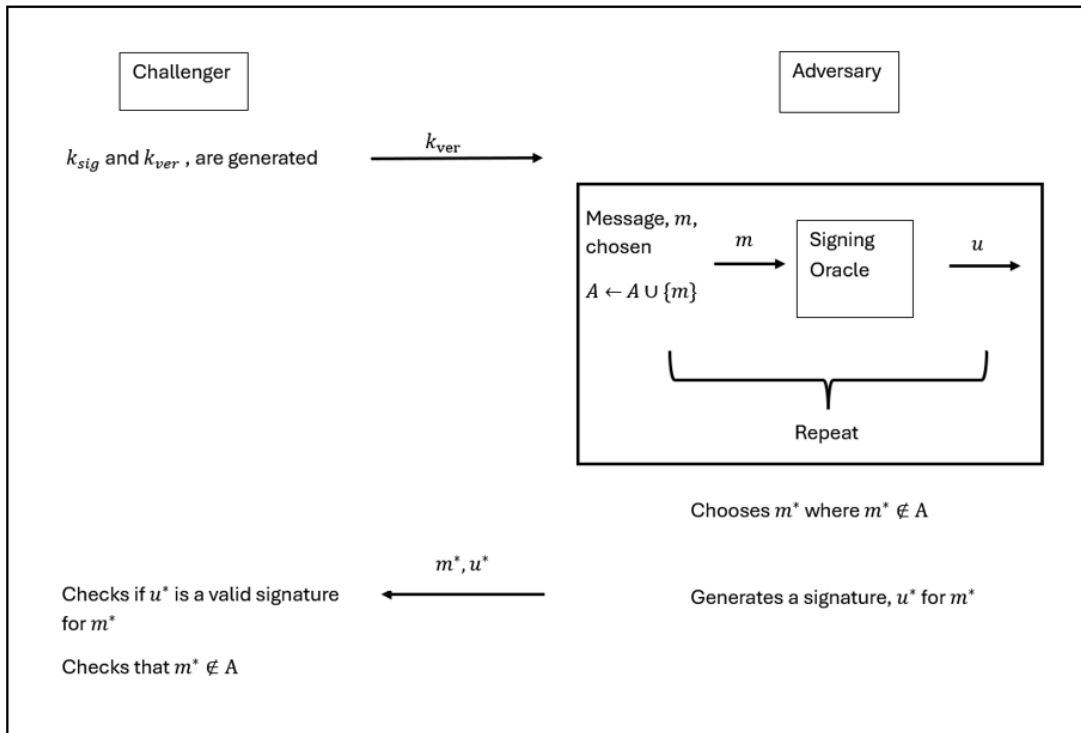 Challenger
Adversary
k_sig and k_ver , are generated
k_ver
Message, m,
chosen
A ← A ∪ {m}
m
Signing
Oracle
u
Repeat
Chooses m* where m* ∉ A
m*, u*
Checks if u* is a valid signature
for m*
Generates a signature, u* for m*
Checks that m* ∉ A